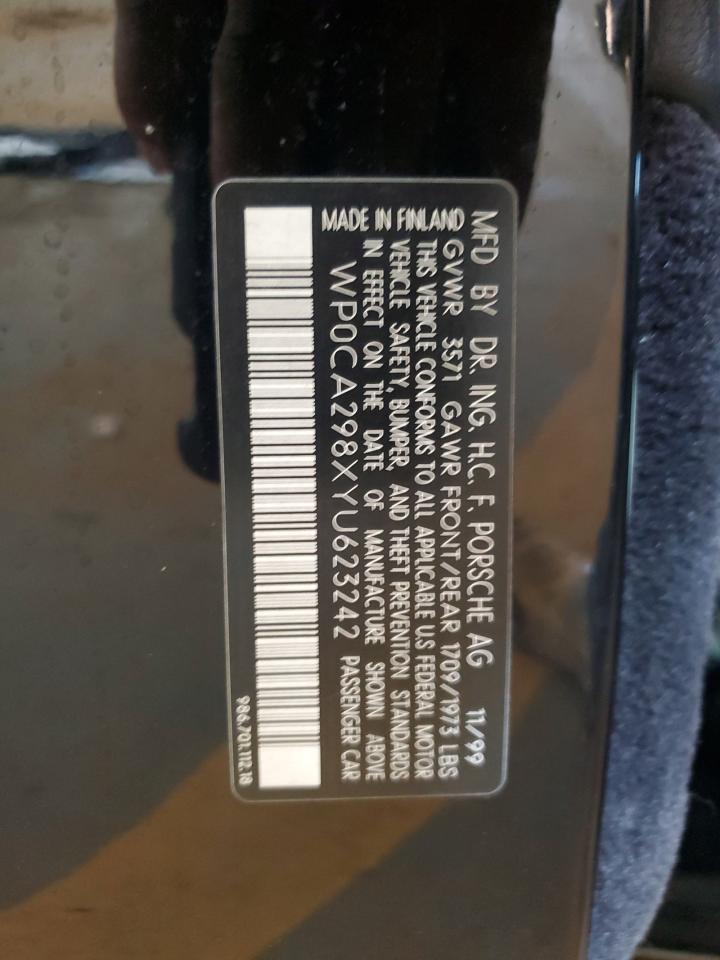 MFD BY DR. ING. H.C. F. PORSCHE AG 11/99
GVWR 3571 GAWR FRONT/REAR 1709/1973 LBS
MADE IN FINLAND THIS VEHICLE CONFORMS TO ALL APPLICABLE U.S FEDERAL MOTOR
VEHICLE SAFETY, BUMPER, AND THEFT PREVENTION STANDARDS
IN EFFECT ON THE DATE OF MANUFACTURE SHOWN ABOVE
WP0CA298XYU623242 PASSENGER CAR
986.701.112.18